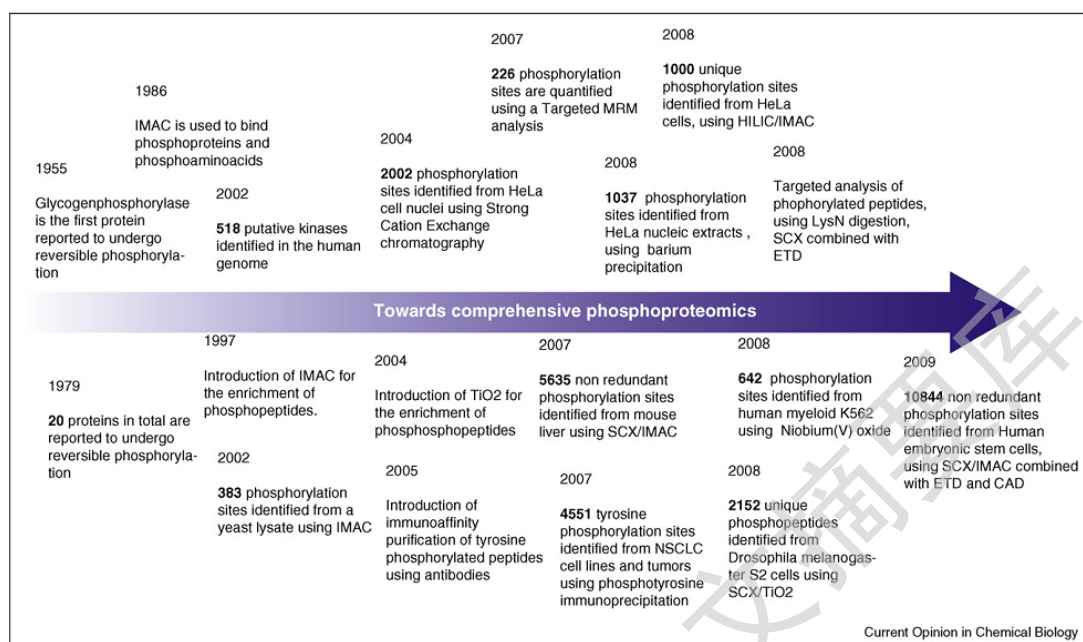 1955
Glycogenphosphorylase
is the first protein
reported to undergo
reversible phosphoryla-
tion
1986
IMAC is used to bind
phosphoproteins and
phosphoaminoacids
2002
518 putative kinases
identified in the human
genome
2004
2002 phosphorylation
sites identified from HeLa
cell nuclei using Strong
Cation Exchange
chromatography
2007
226 phosphorylation
sites are quantified
using a Targeted MRM
analysis
2008
1037 phosphorylation
sites identified from
HeLa nucleic extracts ,
using barium
precipitation
2008
1000 unique
phosphorylation sites
identified from HeLa
cells, using HILIC/IMAC
2008
Targeted analysis of
phophorylated peptides,
using LysN digestion,
SCX combined with
ETD
Towards comprehensive phosphoproteomics
1979
20 proteins in total are
reported to undergo
reversible phosphoryla-
tion
1997
Introduction of IMAC for
the enrichment of
phosphopeptides.
2002
383 phosphorylation
sites identified from a
yeast lysate using IMAC
2004
Introduction of TiO2 for
the enrichment of
phosphosphopeptides
2005
Introduction of
immunoaffinity
purification of tyrosine
phosphorylated peptides
using antibodies
2007
5635 non redundant
phosphorylation sites
identified from mouse
liver using SCX/IMAC
2007
4551 tyrosine
phosphorylation sites
identified from NSCLC
cell lines and tumors
using phosphotyrosine
immunoprecipitation
2008
642 phosphorylation
sites identified from
human myeloid K562
using Niobium(V) oxide
2008
2152 unique
phosphopeptides
identified from
Drosophila melanogas-
ter S2 cells using
SCX/TiO2
2009
10844 non redundant
phosphorylation sites
identified from Human
embryonic stem cells,
using SCX/IMAC combined
with ETD and CAD
Current Opinion in Chemical Biology
文摘要库